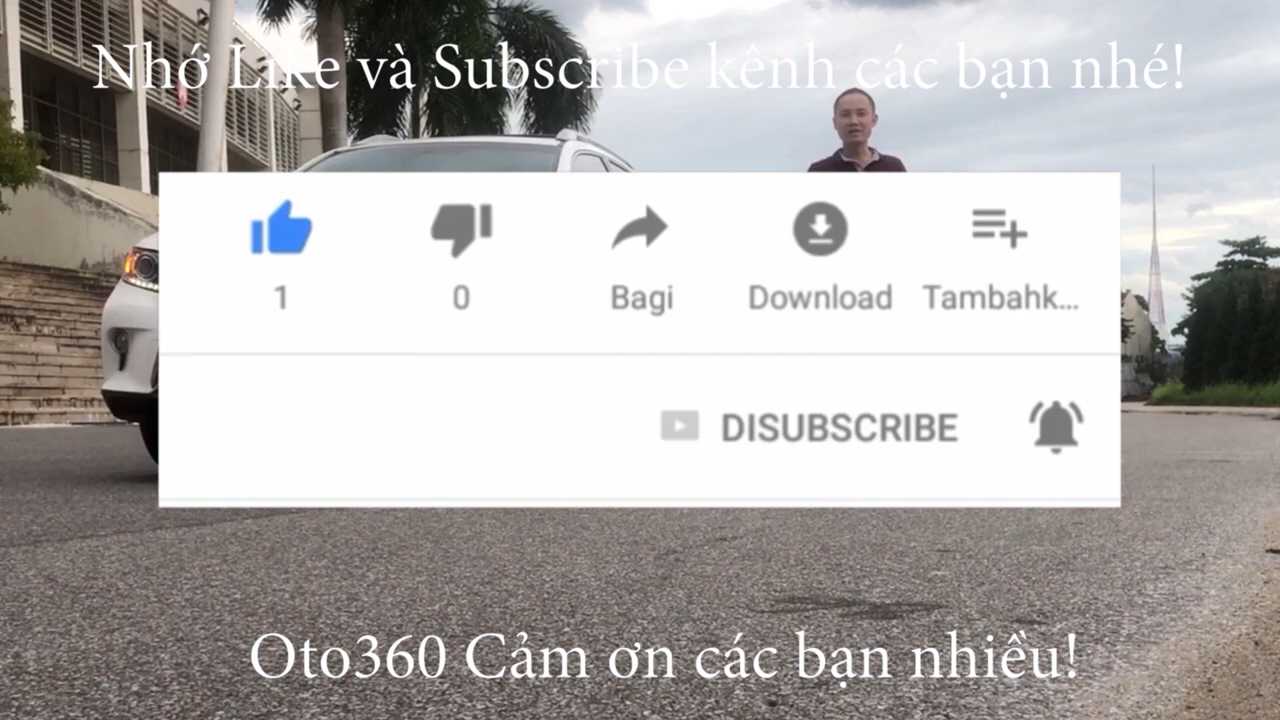 Nhớ Like và Subscribe kênh các bạn nhé!
1 0 Bagi Download Tambahk...
DISUBSCRIBE
Oto360 Cảm ơn các bạn nhiều!